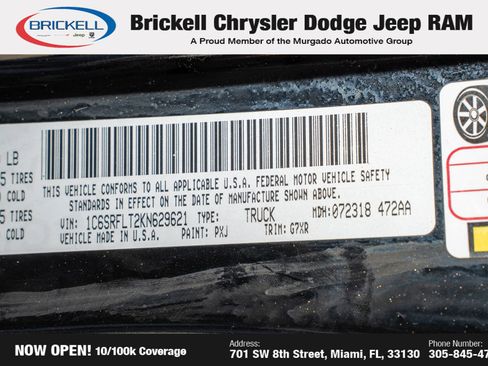 BRICKELL
Jeep
Brickell Chrysler Dodge Jeep RAM
A Proud Member of the Murgado Automotive Group
LB
5 TIRES
COLD
5 TIRES
COLD
THIS VEHICLE CONFORMS TO ALL APPLICABLE U.S.A. FEDERAL MOTOR VEHICLE SAFETY
STANDARDS IN EFFECT ON THE DATE OF MANUFACTURE SHOWN ABOVE.
VIN: 1C6SRFLT2KN629621 TYPE: TRUCK MDH:072318 472AA
VEHICLE MADE IN U.S.A. PAINT: PXJ TRIM: G7XR
NOW OPEN! 10/100k Coverage
Address:
701 SW 8th Street, Miami, FL, 33130
Phone Number:
305-845-47